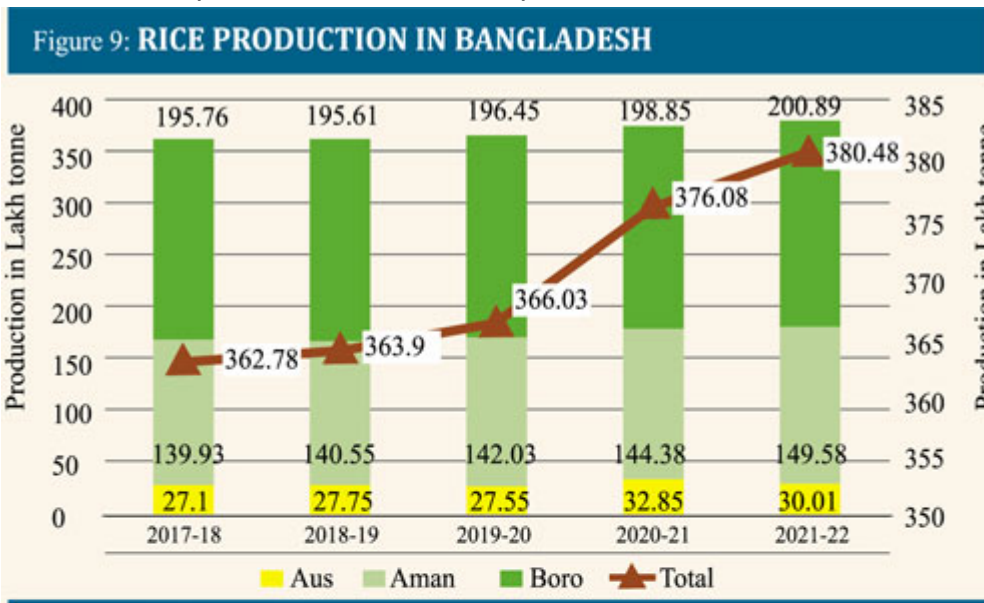 Figure 9: RICE PRODUCTION IN BANGLADESH
Production in Lakh tonne
400
350
300
250
200
150
100
50
0
385
380
375
370
365
360
355
350
Production in Lakh tonne
195.76 195.61 196.45 198.85 200.89
362.78 363.9 366.03 376.08 380.48
139.93 140.55 142.03 144.38 149.58
27.1 27.75 27.55 32.85 30.01
2017-18 2018-19 2019-20 2020-21 2021-22
Aus Aman Boro Total